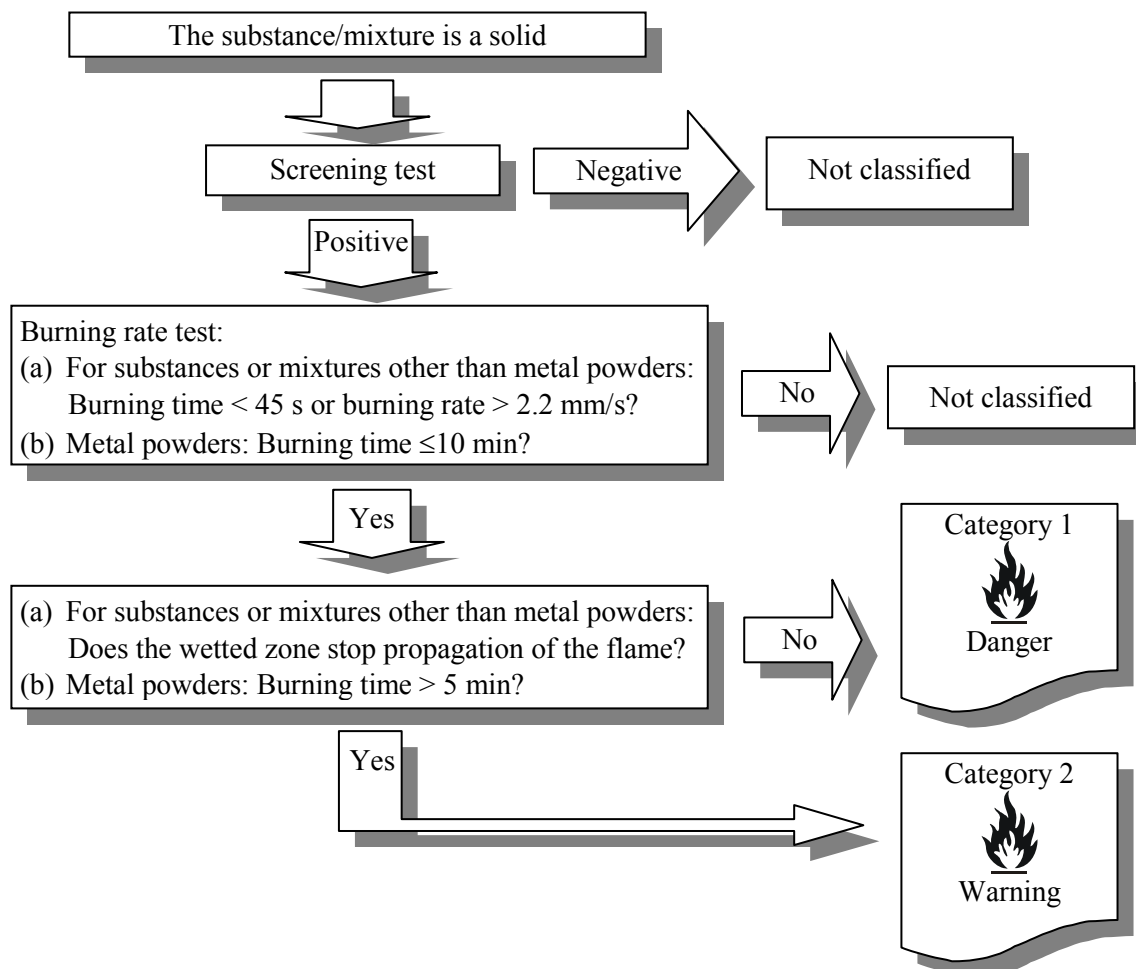 The substance/mixture is a solid
Screening test
Negative
Not classified
Positive
Burning rate test:
(a) For substances or mixtures other than metal powders:
Burning time < 45 s or burning rate > 2.2 mm/s?
(b) Metal powders: Burning time ≤10 min?
No
Not classified
Yes
(a) For substances or mixtures other than metal powders:
Does the wetted zone stop propagation of the flame?
(b) Metal powders: Burning time > 5 min?
No
Category 1
Danger
Yes
Category 2
Warning